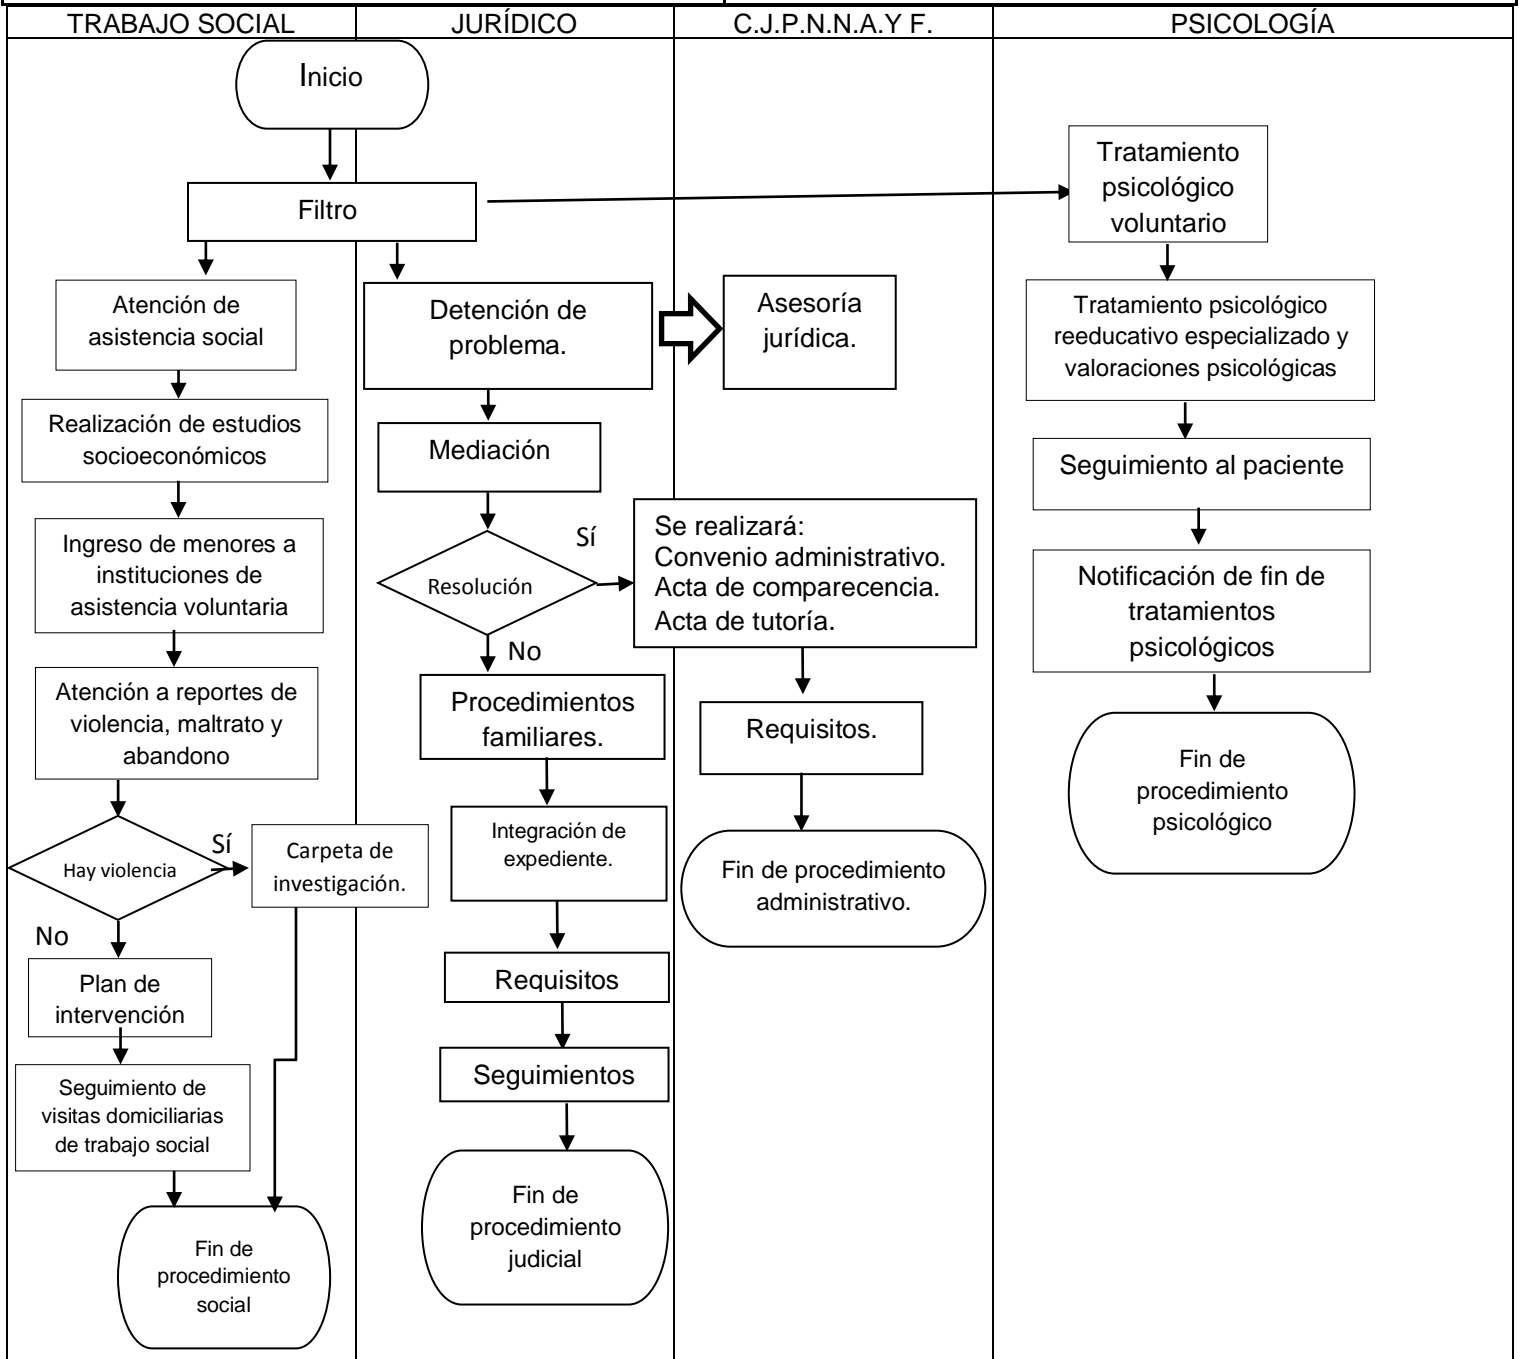 TRABAJO SOCIAL
JURÍDICO
C.J.P.N.N.A.Y F.
PSICOLOGÍA
Inicio
Filtro
Atención de
asistencia social
Realización de estudios
socioeconómicos
Ingreso de menores a
instituciones de
asistencia voluntaria
Atención a reportes de
violencia, maltrato y
abandono
Hay violencia
Sí
Carpeta de
investigación.
No
Plan de
intervención
Seguimiento de
visitas domiciliarias
de trabajo social
Fin de
procedimiento
social
Detención de
problema.
Mediación
Resolución
Sí
No
Procedimientos
familiares.
Integración de
expediente.
Requisitos
Seguimientos
Fin de
procedimiento
judicial
Asesoría
jurídica.
Se realizará:
Convenio administrativo.
Acta de comparecencia.
Acta de tutoría.
Requisitos.
Fin de procedimiento
administrativo.
Tratamiento
psicológico
voluntario
Tratamiento psicológico
reeducativo especializado y
valoraciones psicológicas
Seguimiento al paciente
Notificación de fin de
tratamientos
psicológicos
Fin de
procedimiento
psicológico